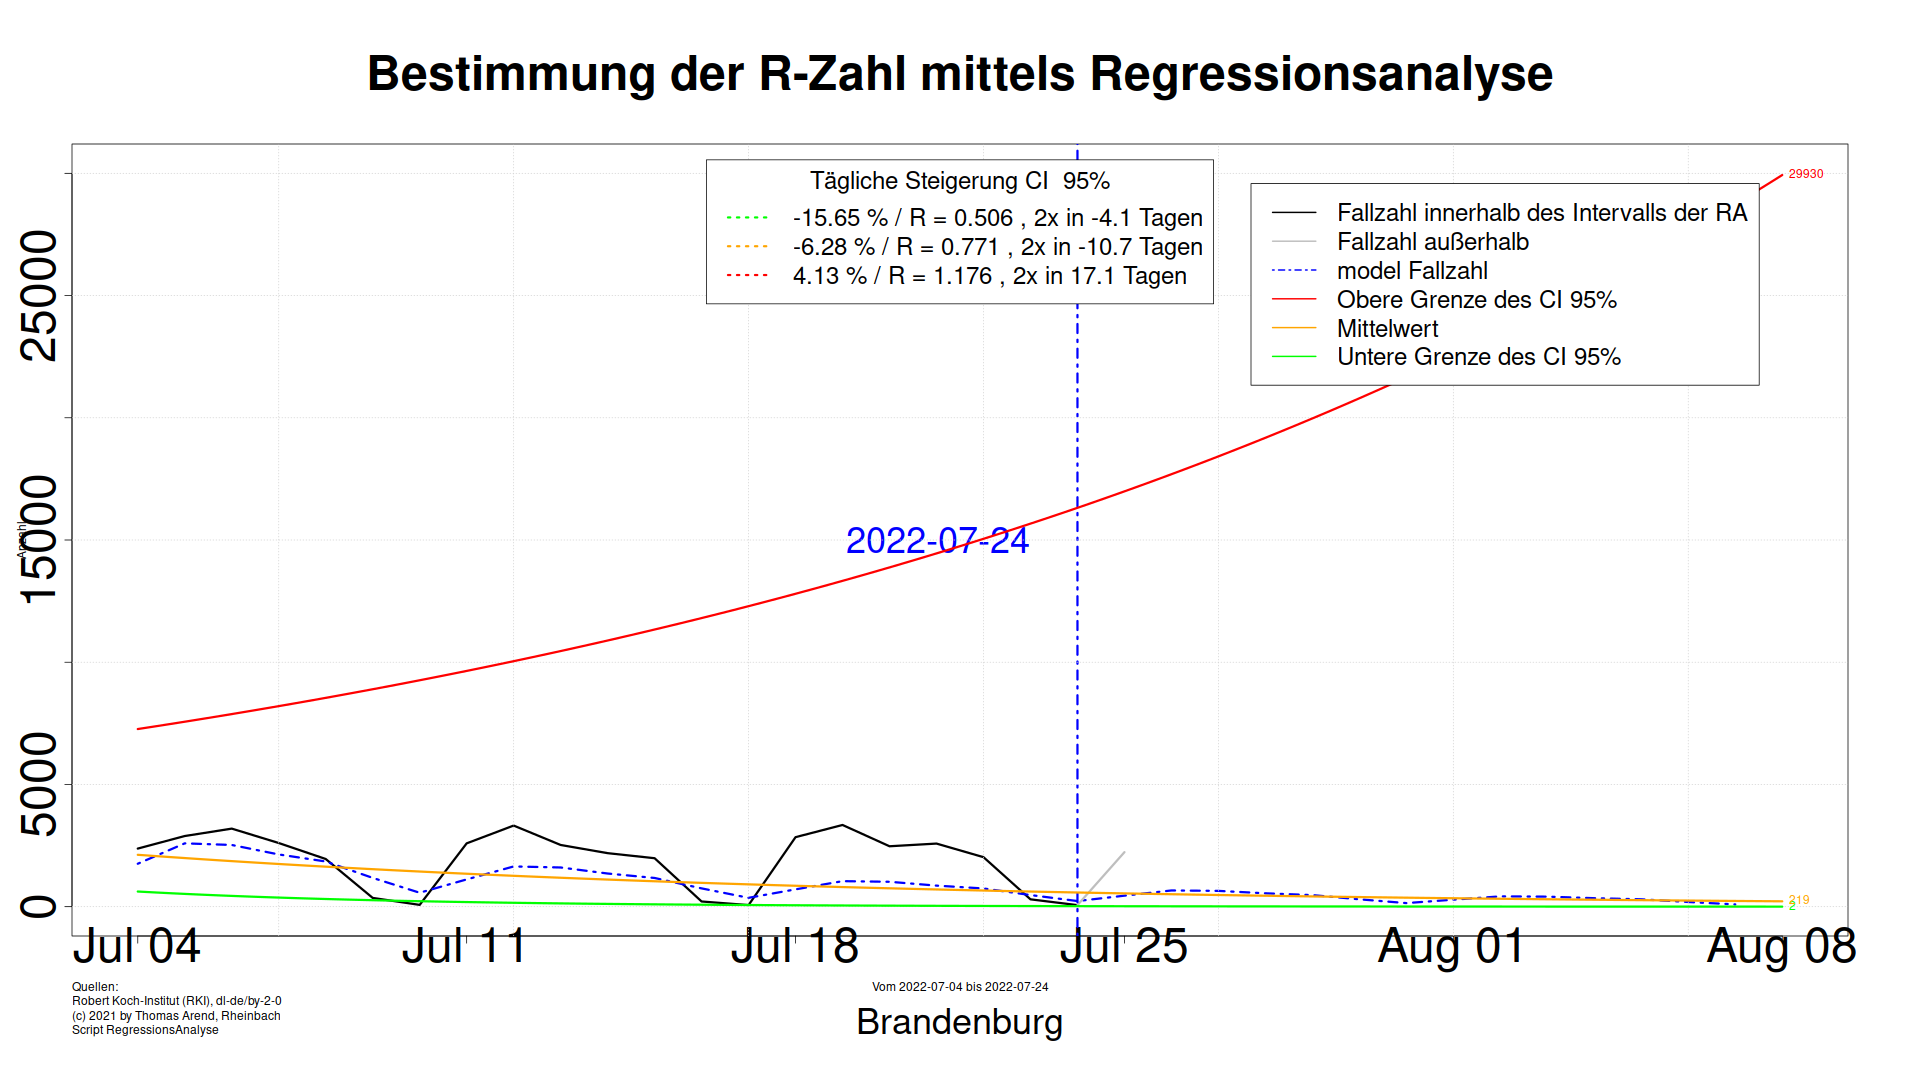 Bestimmung der R-Zahl mittels Regressionsanalyse
Tägliche Steigerung CI  95%
-15.65 % / R = 0.506 , 2x in -4.1 Tagen
-6.28 % / R = 0.771 , 2x in -10.7 Tagen
4.13 % / R = 1.176 , 2x in 17.1 Tagen
Fallzahl innerhalb des Intervalls der RA
Fallzahl außerhalb
model Fallzahl
Obere Grenze des CI 95%
Mittelwert
Untere Grenze des CI 95%
29930
25000
15000
5000
0
Anzahl
2022-07-24
219
2
Jul 04
Jul 11
Jul 18
Jul 25
Aug 01
Aug 08
Quellen:
Robert Koch-Institut (RKI), dl-de/by-2-0
(c) 2021 by Thomas Arend, Rheinbach
Script RegressionsAnalyse
Vom 2022-07-04 bis 2022-07-24
Brandenburg